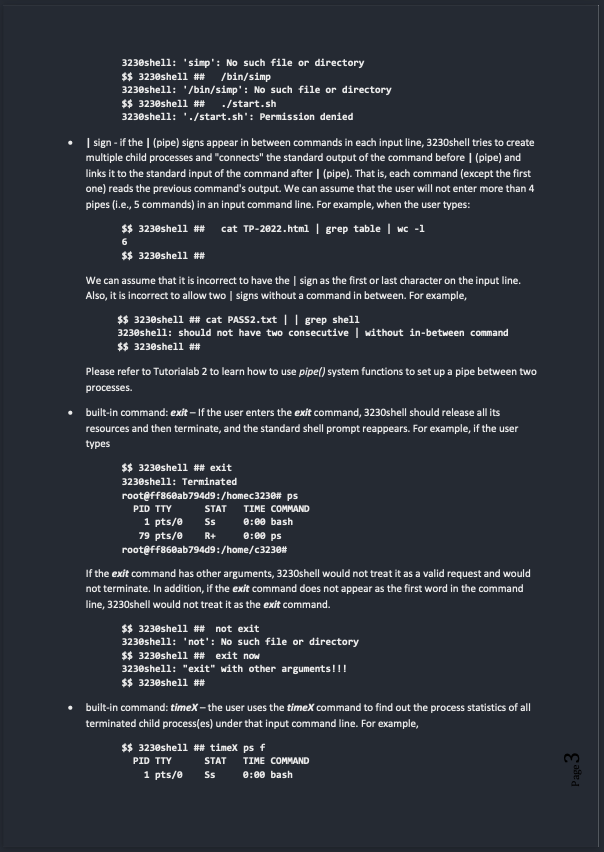 3230shell: 'simp': No such file or directory
$$ 3230shell ## /bin/simp
3230shell: '/bin/simp': No such file or directory
$$ 3230shell ## ./start.sh
3230shell: './start.sh': Permission denied
• | sign - if the | (pipe) signs appear in between commands in each input line, 3230shell tries to create
multiple child processes and "connects" the standard output of the command before | (pipe) and
links it to the standard input of the command after | (pipe). That is, each command (except the first
one) reads the previous command's output. We can assume that the user will not enter more than 4
pipes (i.e., 5 commands) in an input command line. For example, when the user types:
$$ 3230shell ## cat TP-2022.html | grep table | wc -l
6
$$ 3230shell ##
We can assume that it is incorrect to have the | sign as the first or last character on the input line.
Also, it is incorrect to allow two | signs without a command in between. For example,
$$ 3230shell ## cat PASS2.txt | | grep shell
3230shell: should not have two consecutive | without in-between command
$$ 3230shell ##
Please refer to Tutorialab 2 to learn how to use pipe() system functions to set up a pipe between two
processes.
• built-in command: exit – If the user enters the exit command, 3230shell should release all its
resources and then terminate, and the standard shell prompt reappears. For example, if the user
types
$$ 3230shell ## exit
3230shell: Terminated
root@ff860ab794d9:/homec3230# ps
PID TTY STAT TIME COMMAND
1 pts/0 Ss 0:00 bash
79 pts/0 R+ 0:00 ps
root@ff860ab794d9:/home/c3230#
If the exit command has other arguments, 3230shell would not treat it as a valid request and would
not terminate. In addition, if the exit command does not appear as the first word in the command
line, 3230shell would not treat it as the exit command.
$$ 3230shell ## not exit
3230shell: 'not': No such file or directory
$$ 3230shell ## exit now
3230shell: "exit" with other arguments!!!
$$ 3230shell ##
• built-in command: timeX – the user uses the timeX command to find out the process statistics of all
terminated child process(es) under that input command line. For example,
$$ 3230shell ## timeX ps f
PID TTY STAT TIME COMMAND
1 pts/0 Ss 0:00 bash
Page 3